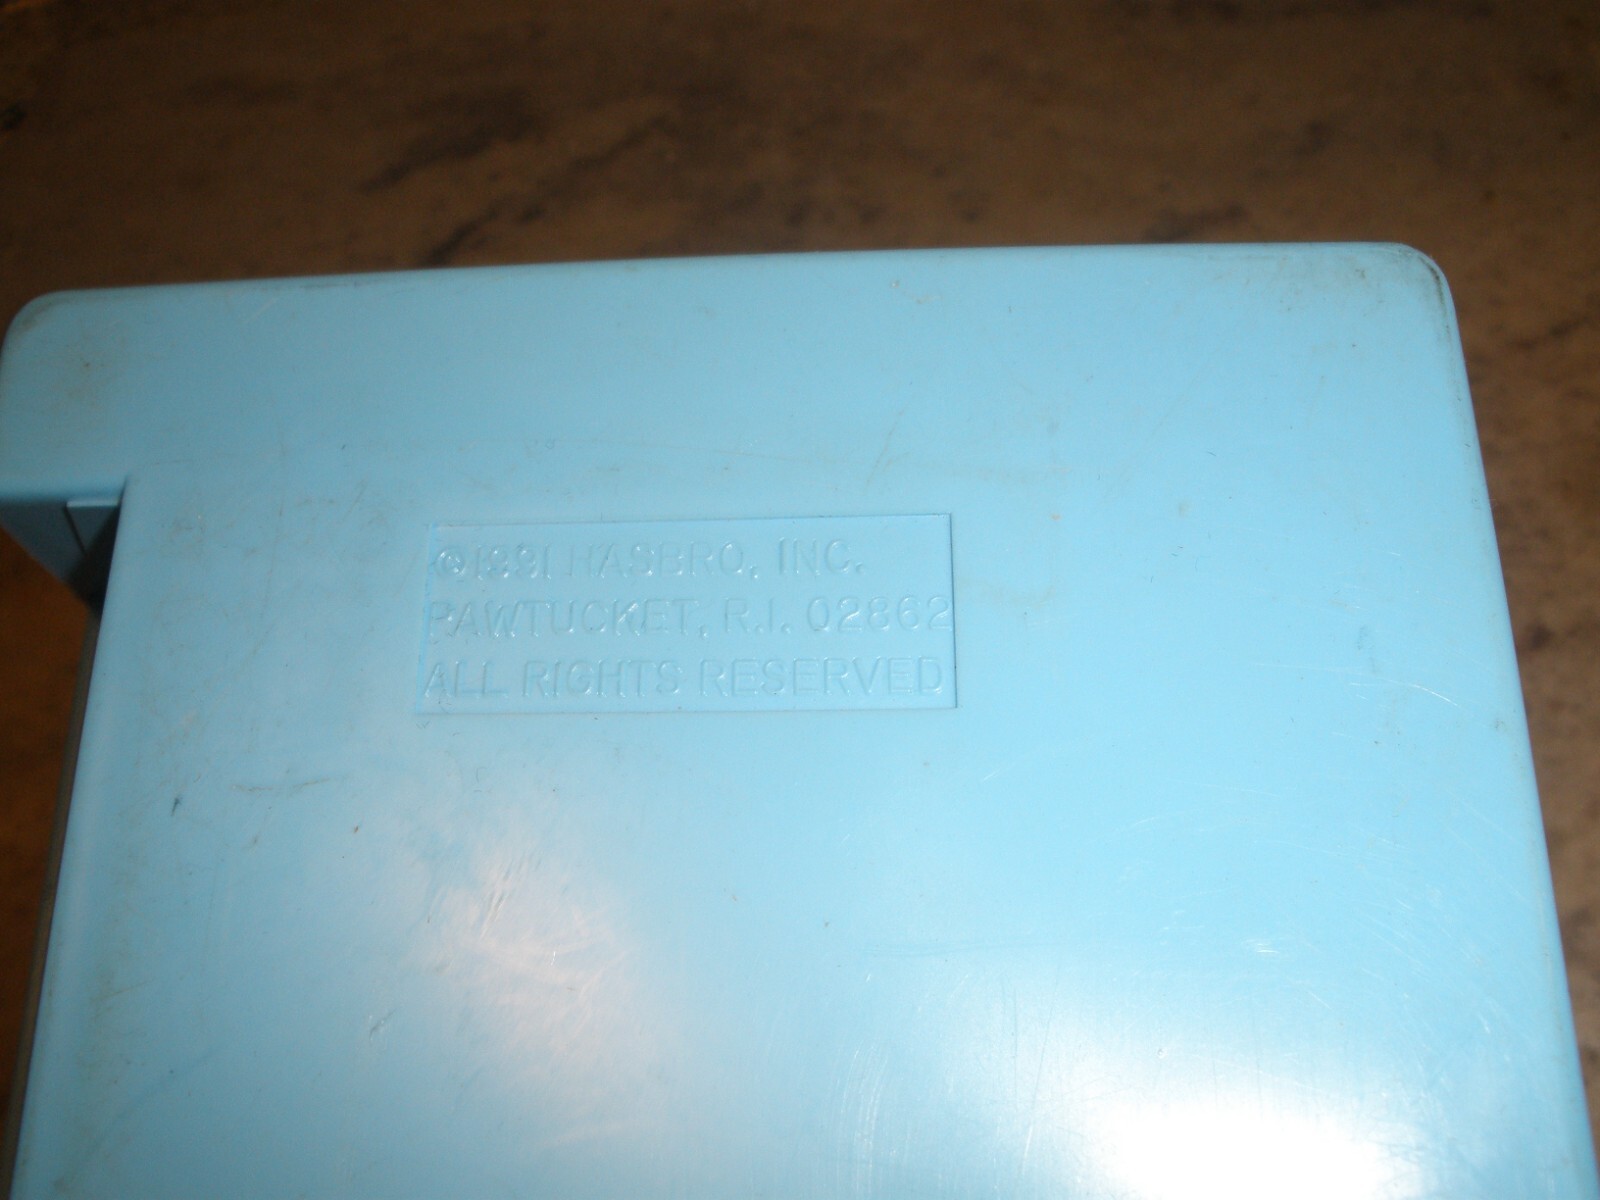 ©1991 HASBRO, INC.
PAWTUCKET, R.I. 02862
ALL RIGHTS RESERVED